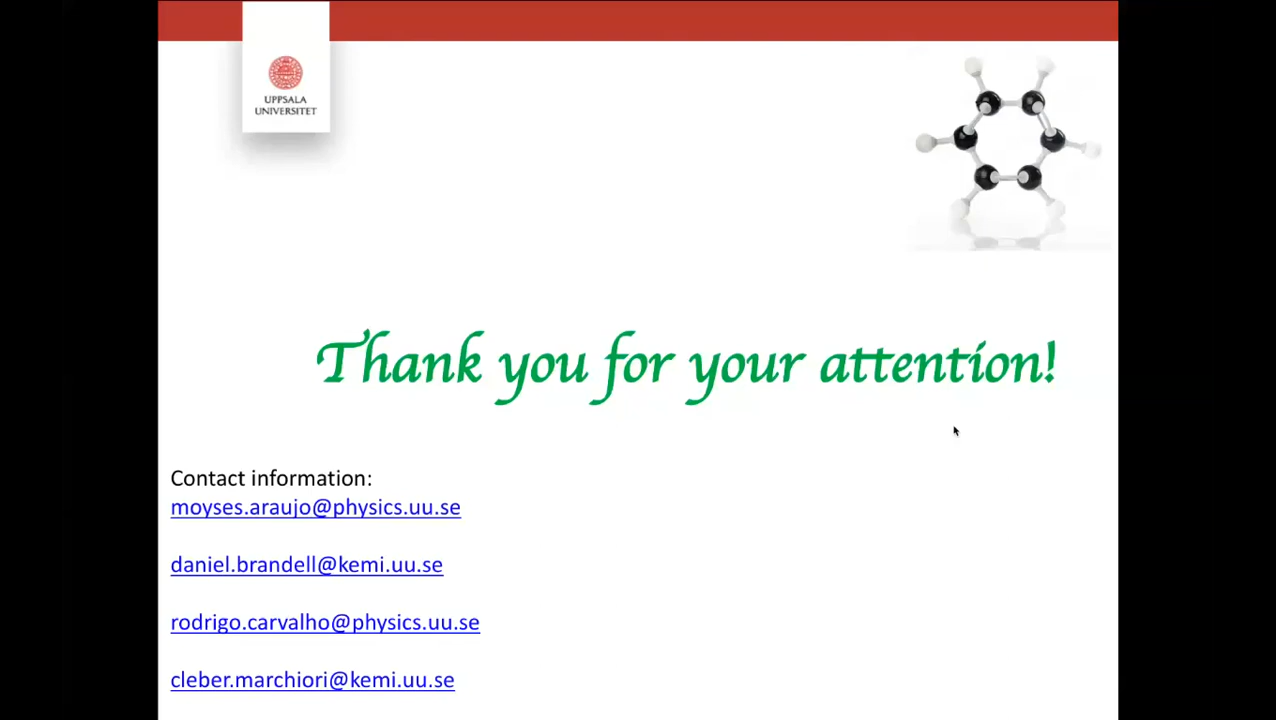 UPPSALA
UNIVERSITET
Thank you for your attention!
Contact information:
moyses.araujo@physics.uu.se
daniel.brandell@kemi.uu.se
rodrigo.carvalho@physics.uu.se
cleber.marchiori@kemi.uu.se